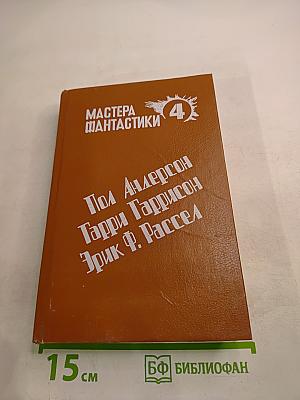 МАСТЕРА
ФАНТАСТИКИ
4
Пол Андерсон
Гарри Гаррисон
Эрик Ф. Рассел
15 см
БФ БИБЛИОФАН